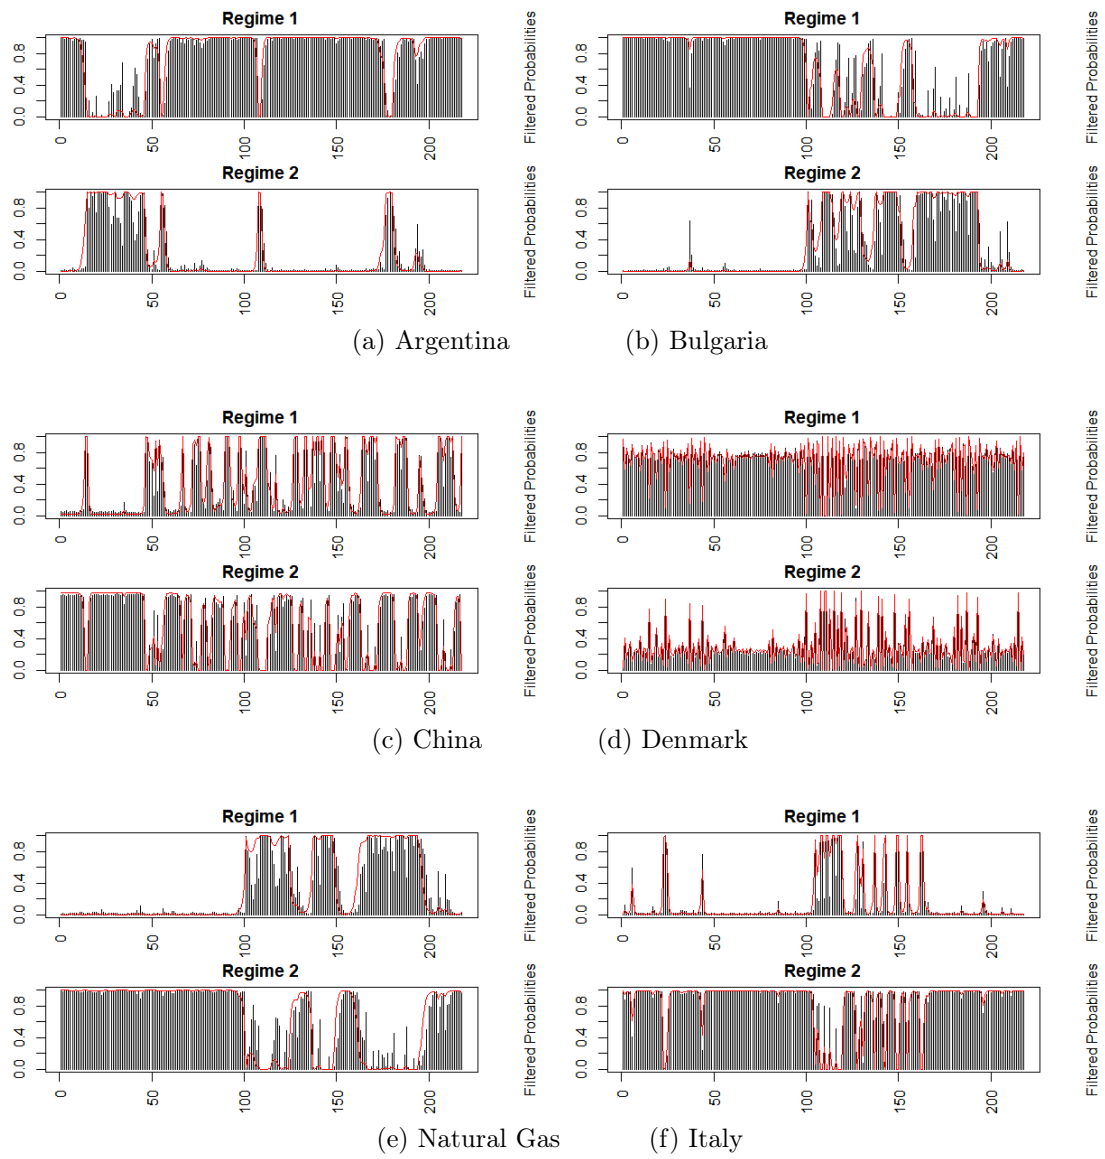 Regime 1
0.0 0.4 0.8
0 50 100 150 200
Filtered Probabilities
Regime 2
0.0 0.4 0.8
0 50 100 150 200
Filtered Probabilities
(a) Argentina
Regime 1
0.0 0.4 0.8
0 50 100 150 200
Filtered Probabilities
Regime 2
0.0 0.4 0.8
0 50 100 150 200
Filtered Probabilities
(b) Bulgaria
Regime 1
0.0 0.4 0.8
0 50 100 150 200
Filtered Probabilities
Regime 2
0.0 0.4 0.8
0 50 100 150 200
Filtered Probabilities
(c) China
Regime 1
0.0 0.4 0.8
0 50 100 150 200
Filtered Probabilities
Regime 2
0.0 0.4 0.8
0 50 100 150 200
Filtered Probabilities
(d) Denmark
Regime 1
0.0 0.4 0.8
0 50 100 150 200
Filtered Probabilities
Regime 2
0.0 0.4 0.8
0 50 100 150 200
Filtered Probabilities
(e) Natural Gas
Regime 1
0.0 0.4 0.8
0 50 100 150 200
Filtered Probabilities
Regime 2
0.0 0.4 0.8
0 50 100 150 200
Filtered Probabilities
(f) Italy